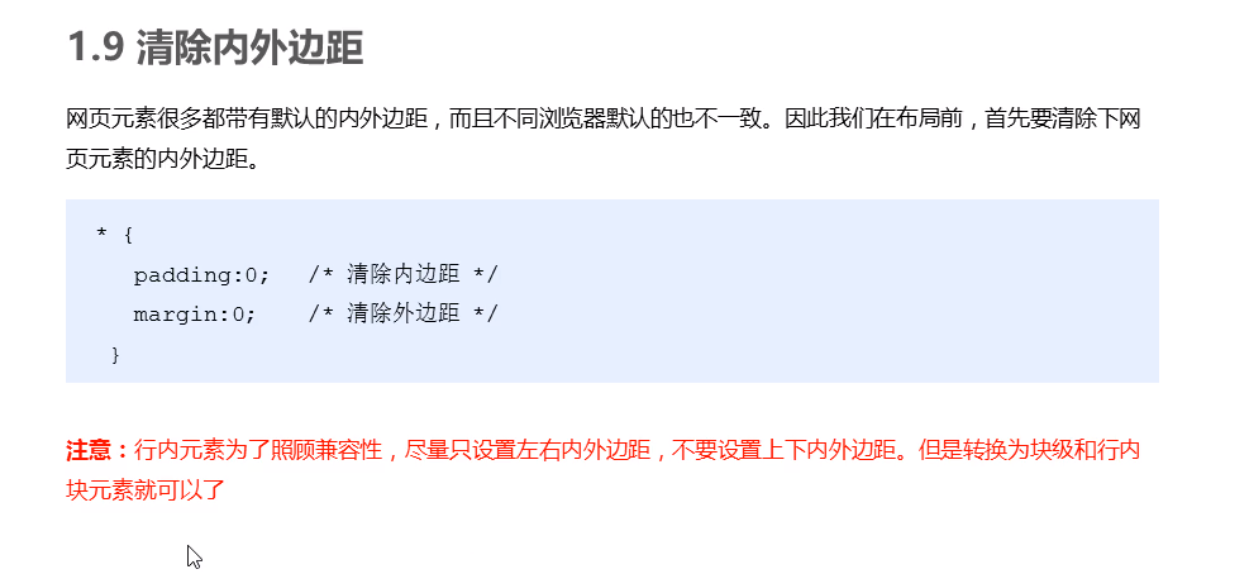 1.9 清除内外边距
网页元素很多都带有默认的内外边距，而且不同浏览器默认的也不一致。因此我们在布局前，首先要清除下网
页元素的内外边距。
* {
padding:0;   /* 清除内边距 */
margin:0;    /* 清除外边距 */
}
注意：行内元素为了照顾兼容性，尽量只设置左右内外边距，不要设置上下内外边距。但是转换为块级和行内
块元素就可以了